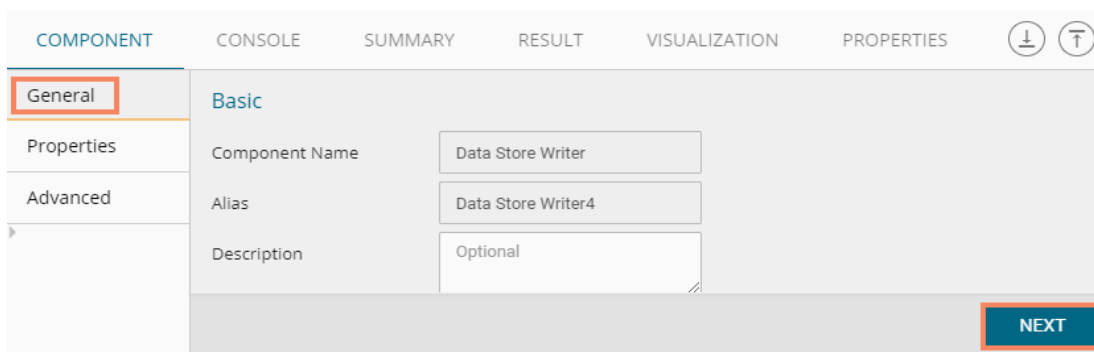 COMPONENT CONSOLE SUMMARY RESULT VISUALIZATION PROPERTIES
General
Properties
Advanced
Basic
Component Name Data Store Writer
Alias Data Store Writer4
Description Optional
NEXT